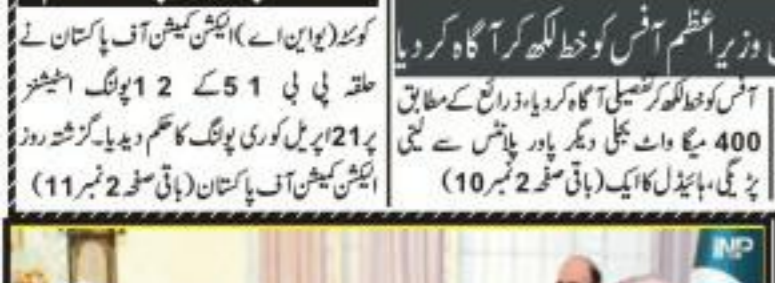 وزیراعظم آفس کو خط لکھ کر آگاہ کر دیا
آفس کو خط لکھ کر تفصیلی آگاہ کر دیا، ذرائع کے مطابق
400 میگا واٹ بجلی دیگر پاور پلانٹس سے لینی
پڑیگی، ہائیڈل کا ایک (باقی صفحہ 2 نمبر 10)
کوئٹہ (یو این اے) الیکشن کمیشن آف پاکستان نے
حلقہ پی بی 51 کے 12 پولنگ اسٹیشنز
پر 21 اپریل کو ری پولنگ کا حکم دیدیا۔ گزشتہ روز
الیکشن کمیشن آف پاکستان (باقی صفحہ 2 نمبر 11)
INP